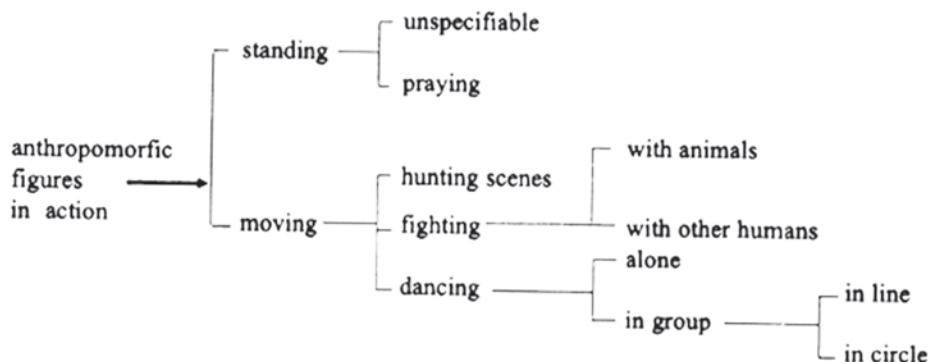 unspecifiable
standing
praying
anthropomorfic
figures
in action
with animals
hunting scenes
moving
fighting
with other humans
alone
dancing
in line
in group
in circle